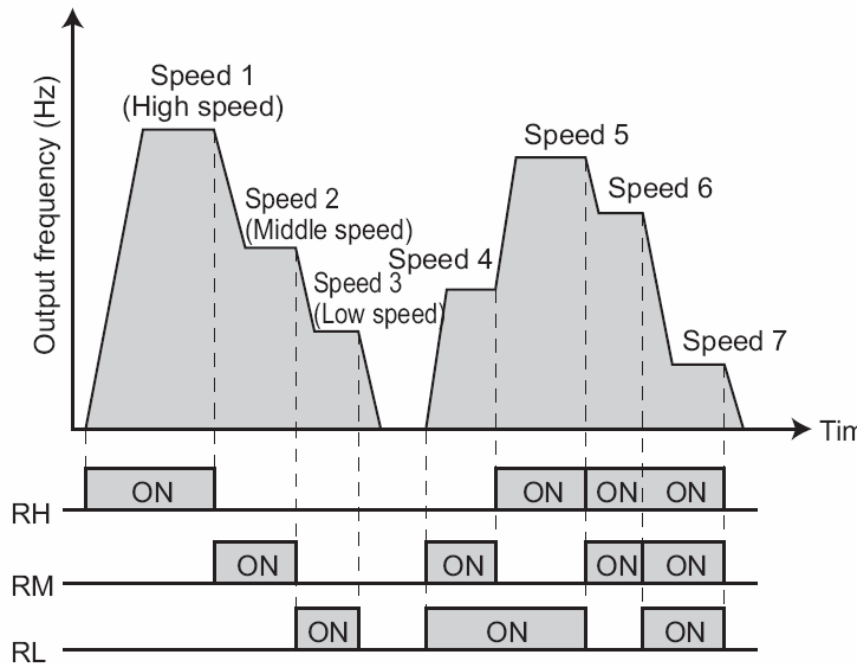 Output frequency (Hz)
Speed 1
(High speed)
Speed 2
(Middle speed)
Speed 3
(Low speed)
Speed 4
Speed 5
Speed 6
Speed 7
Tim
RH
ON
ON
ON
ON
RM
ON
ON
ON
ON
RL
ON
ON
ON